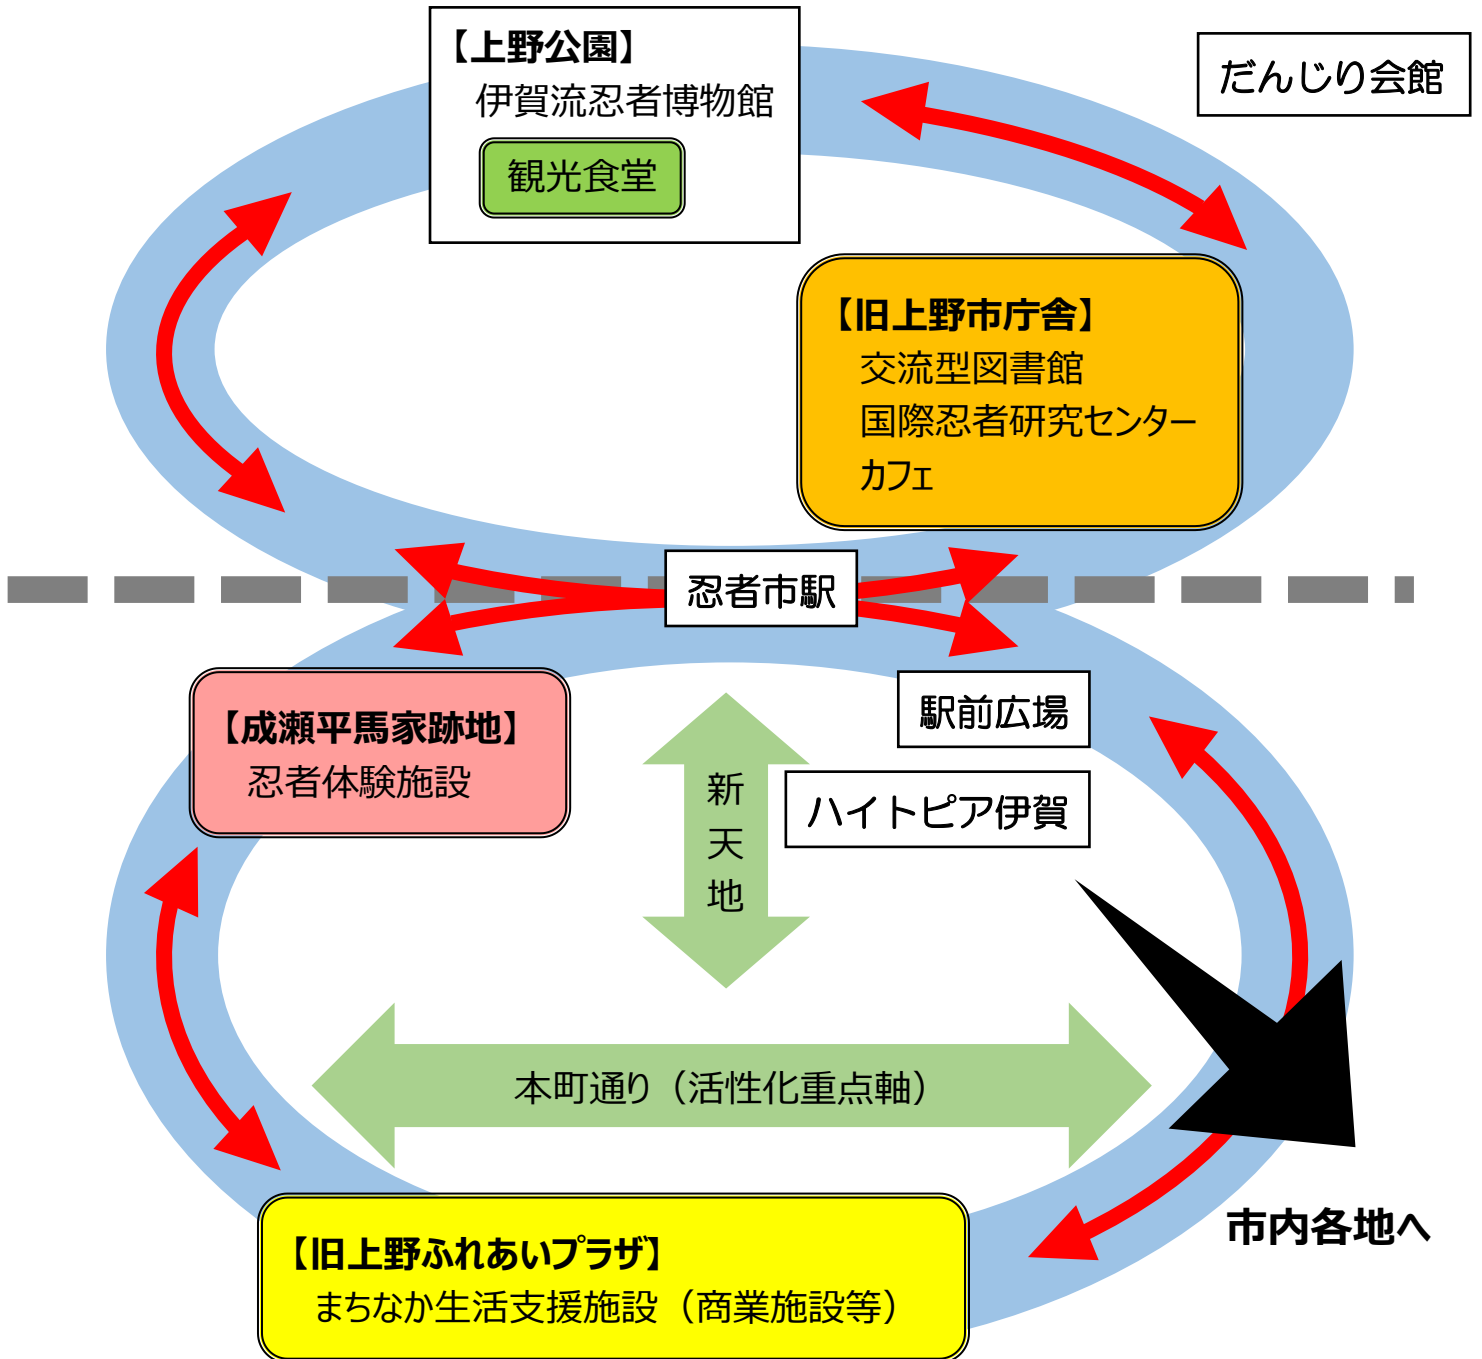 【上野公園】
伊賀流忍者博物館
観光食堂
だんじり会館
【旧上野市庁舎】
交流型図書館
国際忍者研究センター
カフェ
忍者市駅
【成瀬平馬家跡地】
忍者体験施設
駅前広場
ハイトピア伊賀
新天地
本町通り（活性化重点軸）
市内各地へ
【旧上野ふれあいプラザ】
まちなか生活支援施設（商業施設等）